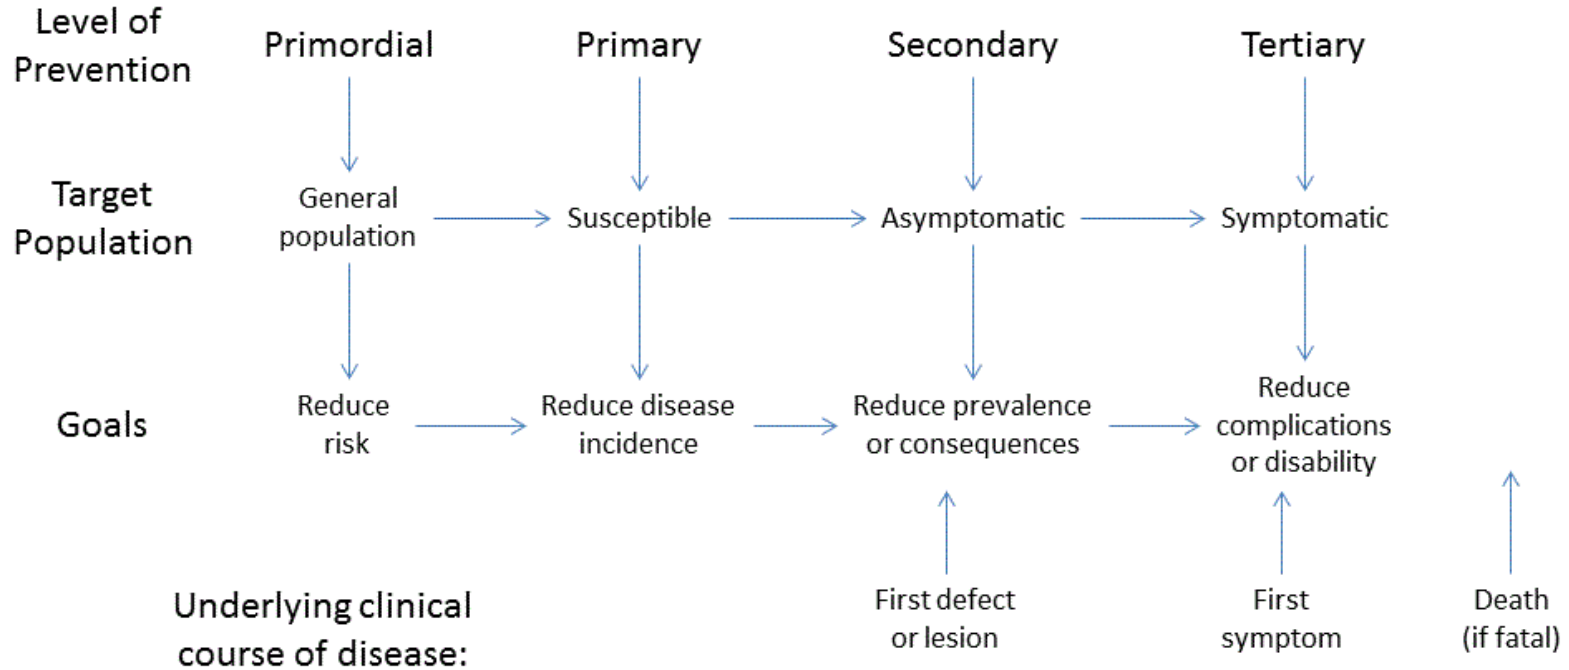 Level of
Prevention
Primordial
Primary
Secondary
Tertiary
Target
Population
General
population
Susceptible
Asymptomatic
Symptomatic
Goals
Reduce
risk
Reduce disease
incidence
Reduce prevalence
or consequences
Reduce
complications
or disability
Underlying clinical
course of disease:
First defect
or lesion
First
symptom
Death
(if fatal)